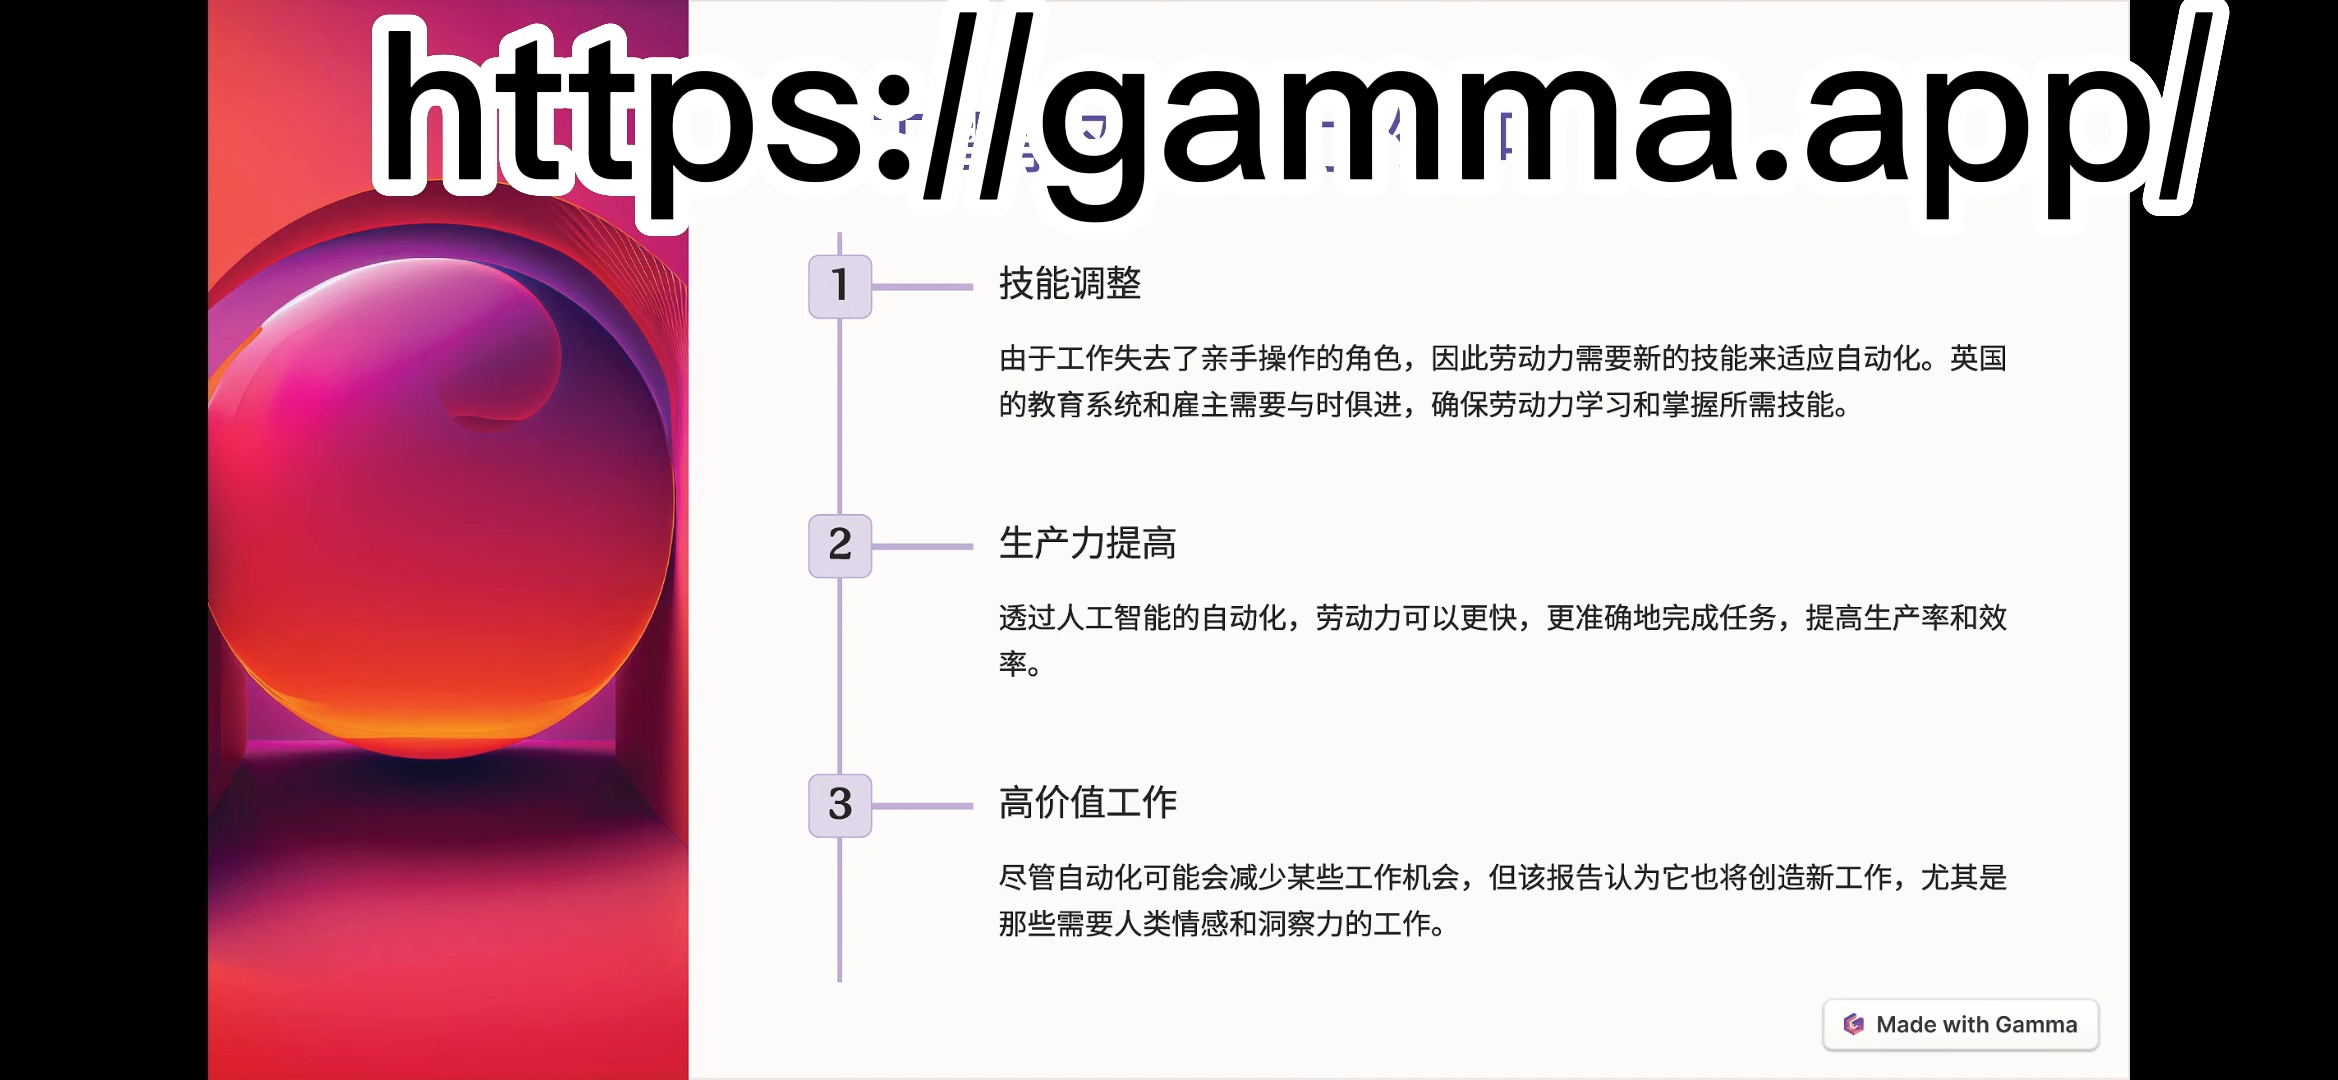 https://gamma.app/
1
技能调整
由于工作失去了亲手操作的角色，因此劳动力需要新的技能来适应自动化。英国
的教育系统和雇主需要与时俱进，确保劳动力学习和掌握所需技能。
2
生产力提高
透过人工智能的自动化，劳动力可以更快，更准确地完成任务，提高生产率和效
率。
3
高价值工作
尽管自动化可能会减少某些工作机会，但该报告认为它也将创造新工作，尤其是
那些需要人类情感和洞察力的工作。
Made with Gamma